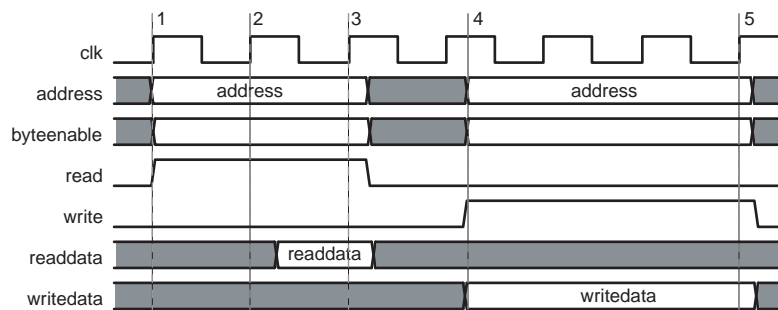 1 2 3 4 5
clk
address address address
byteenable
read
write
readdata readdata
writedata writedata